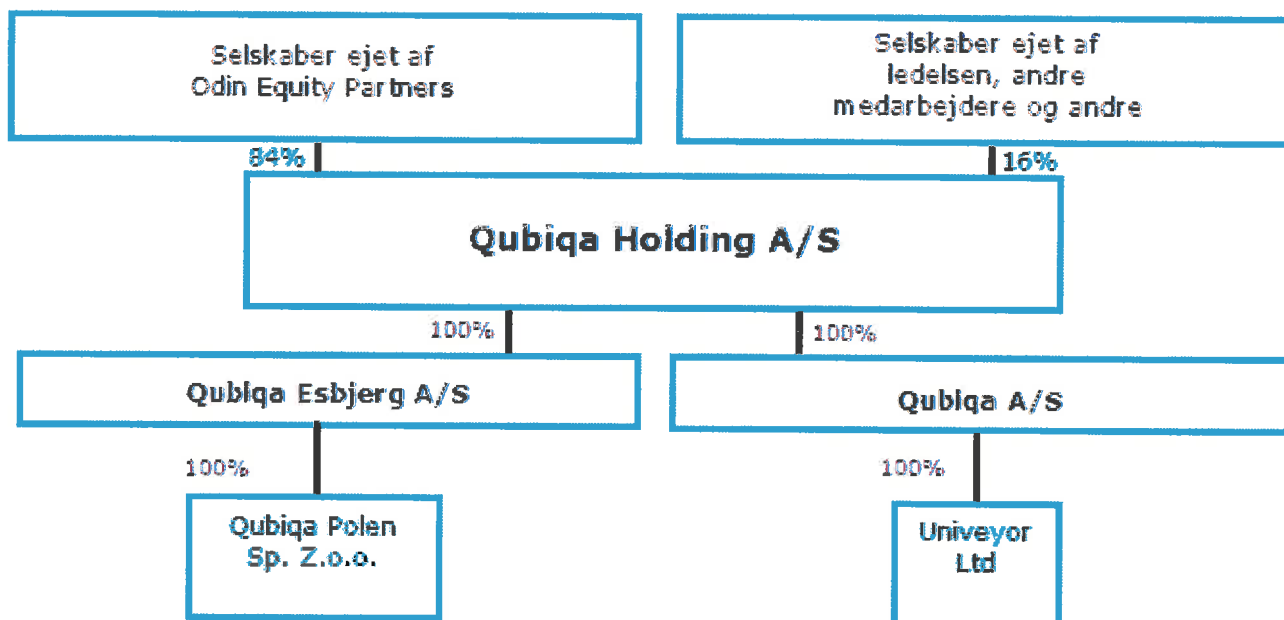 Selskaber ejet af
Odin Equity Partners
Selskaber ejet af
ledelsen, andre
medarbejdere og andre
84%
16%
Qubiqa Holding A/S
100%
100%
Qubiqa Esbjerg A/S
Qubiqa A/S
100%
100%
Qubiqa Polen
Sp. Z.o.o.
Univeyor
Ltd